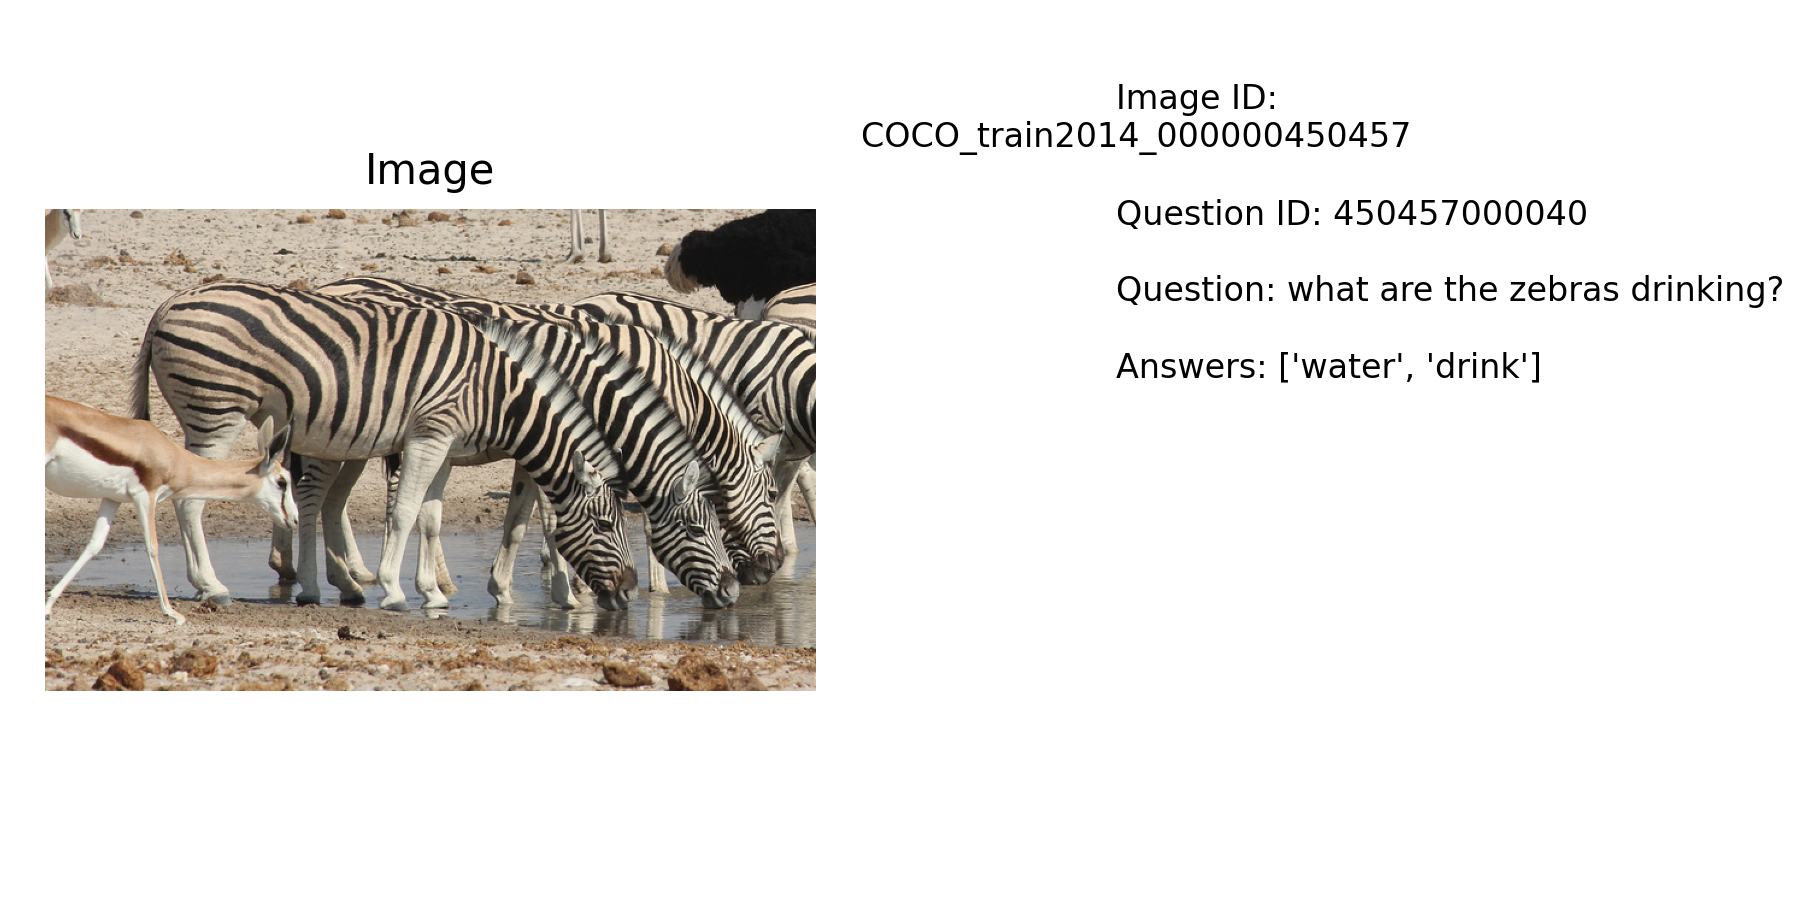 Image
Image ID:
COCO_train2014_000000450457
Question ID: 450457000040
Question: what are the zebras drinking?
Answers: ['water', 'drink']